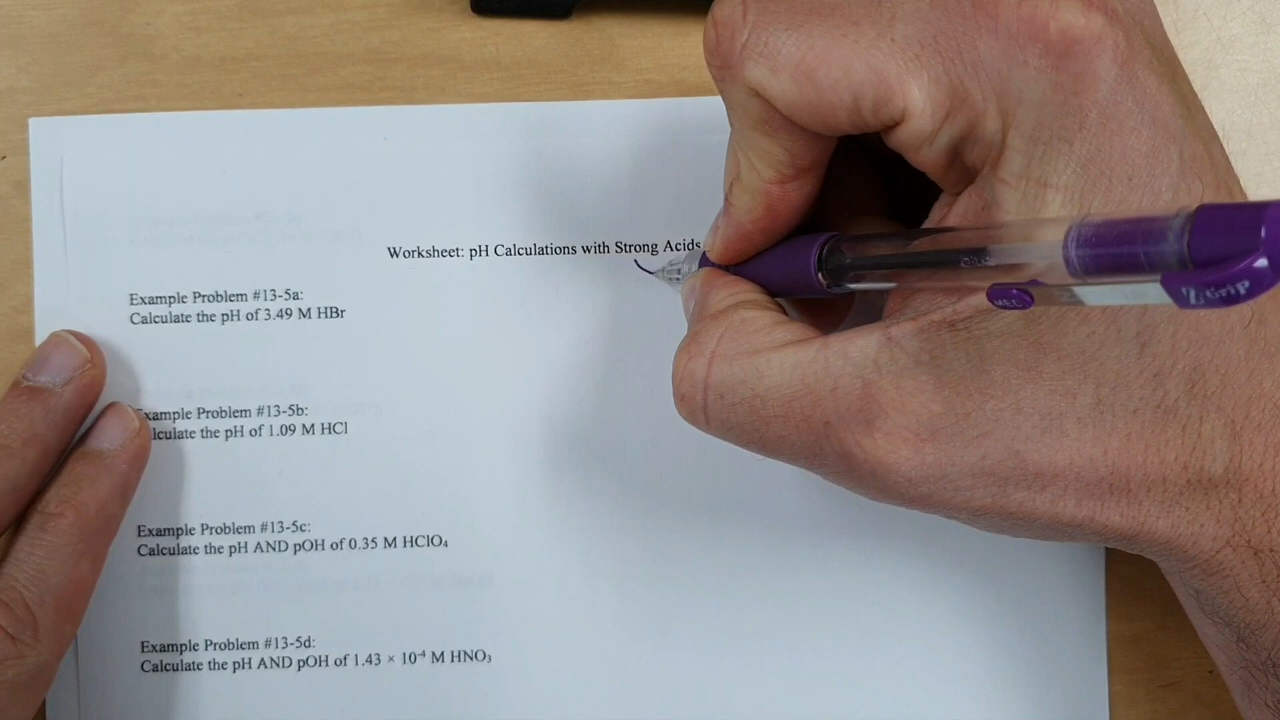 Worksheet: pH Calculations with Strong Acids
Example Problem #13-5a:
Calculate the pH of 3.49 M HBr
Example Problem #13-5b:
lculate the pH of 1.09 M HCl
Example Problem #13-5c:
Calculate the pH AND pOH of 0.35 M HClO₄
Example Problem #13-5d:
Calculate the pH AND pOH of 1.43 × 10⁻⁴ M HNO₃
MED
Z Grip